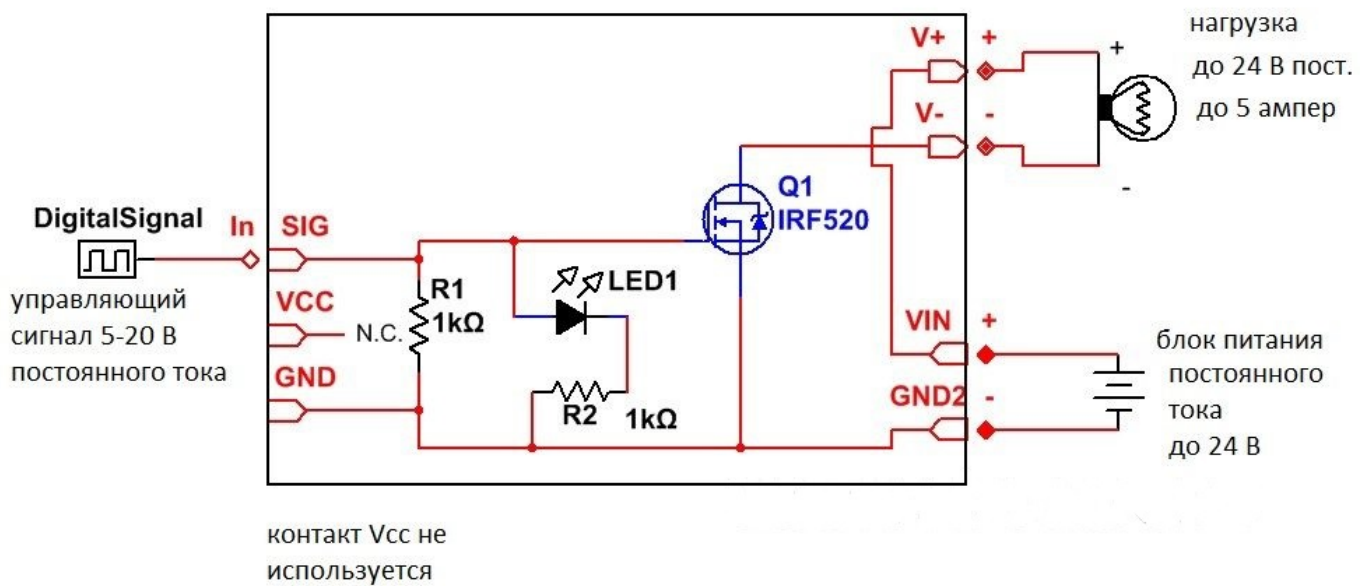 нагрузка
до 24 В пост.
до 5 ампер
V+ + +
V- - -
DigitalSignal
In
SIG
VCC
N.C.
GND
управляющий
сигнал 5-20 В
постоянного тока
R1
1kΩ
LED1
R2 1kΩ
Q1
IRF520
VIN +
GND2 -
блок питания
постоянного
тока
до 24 В
контакт Vcc не
используется